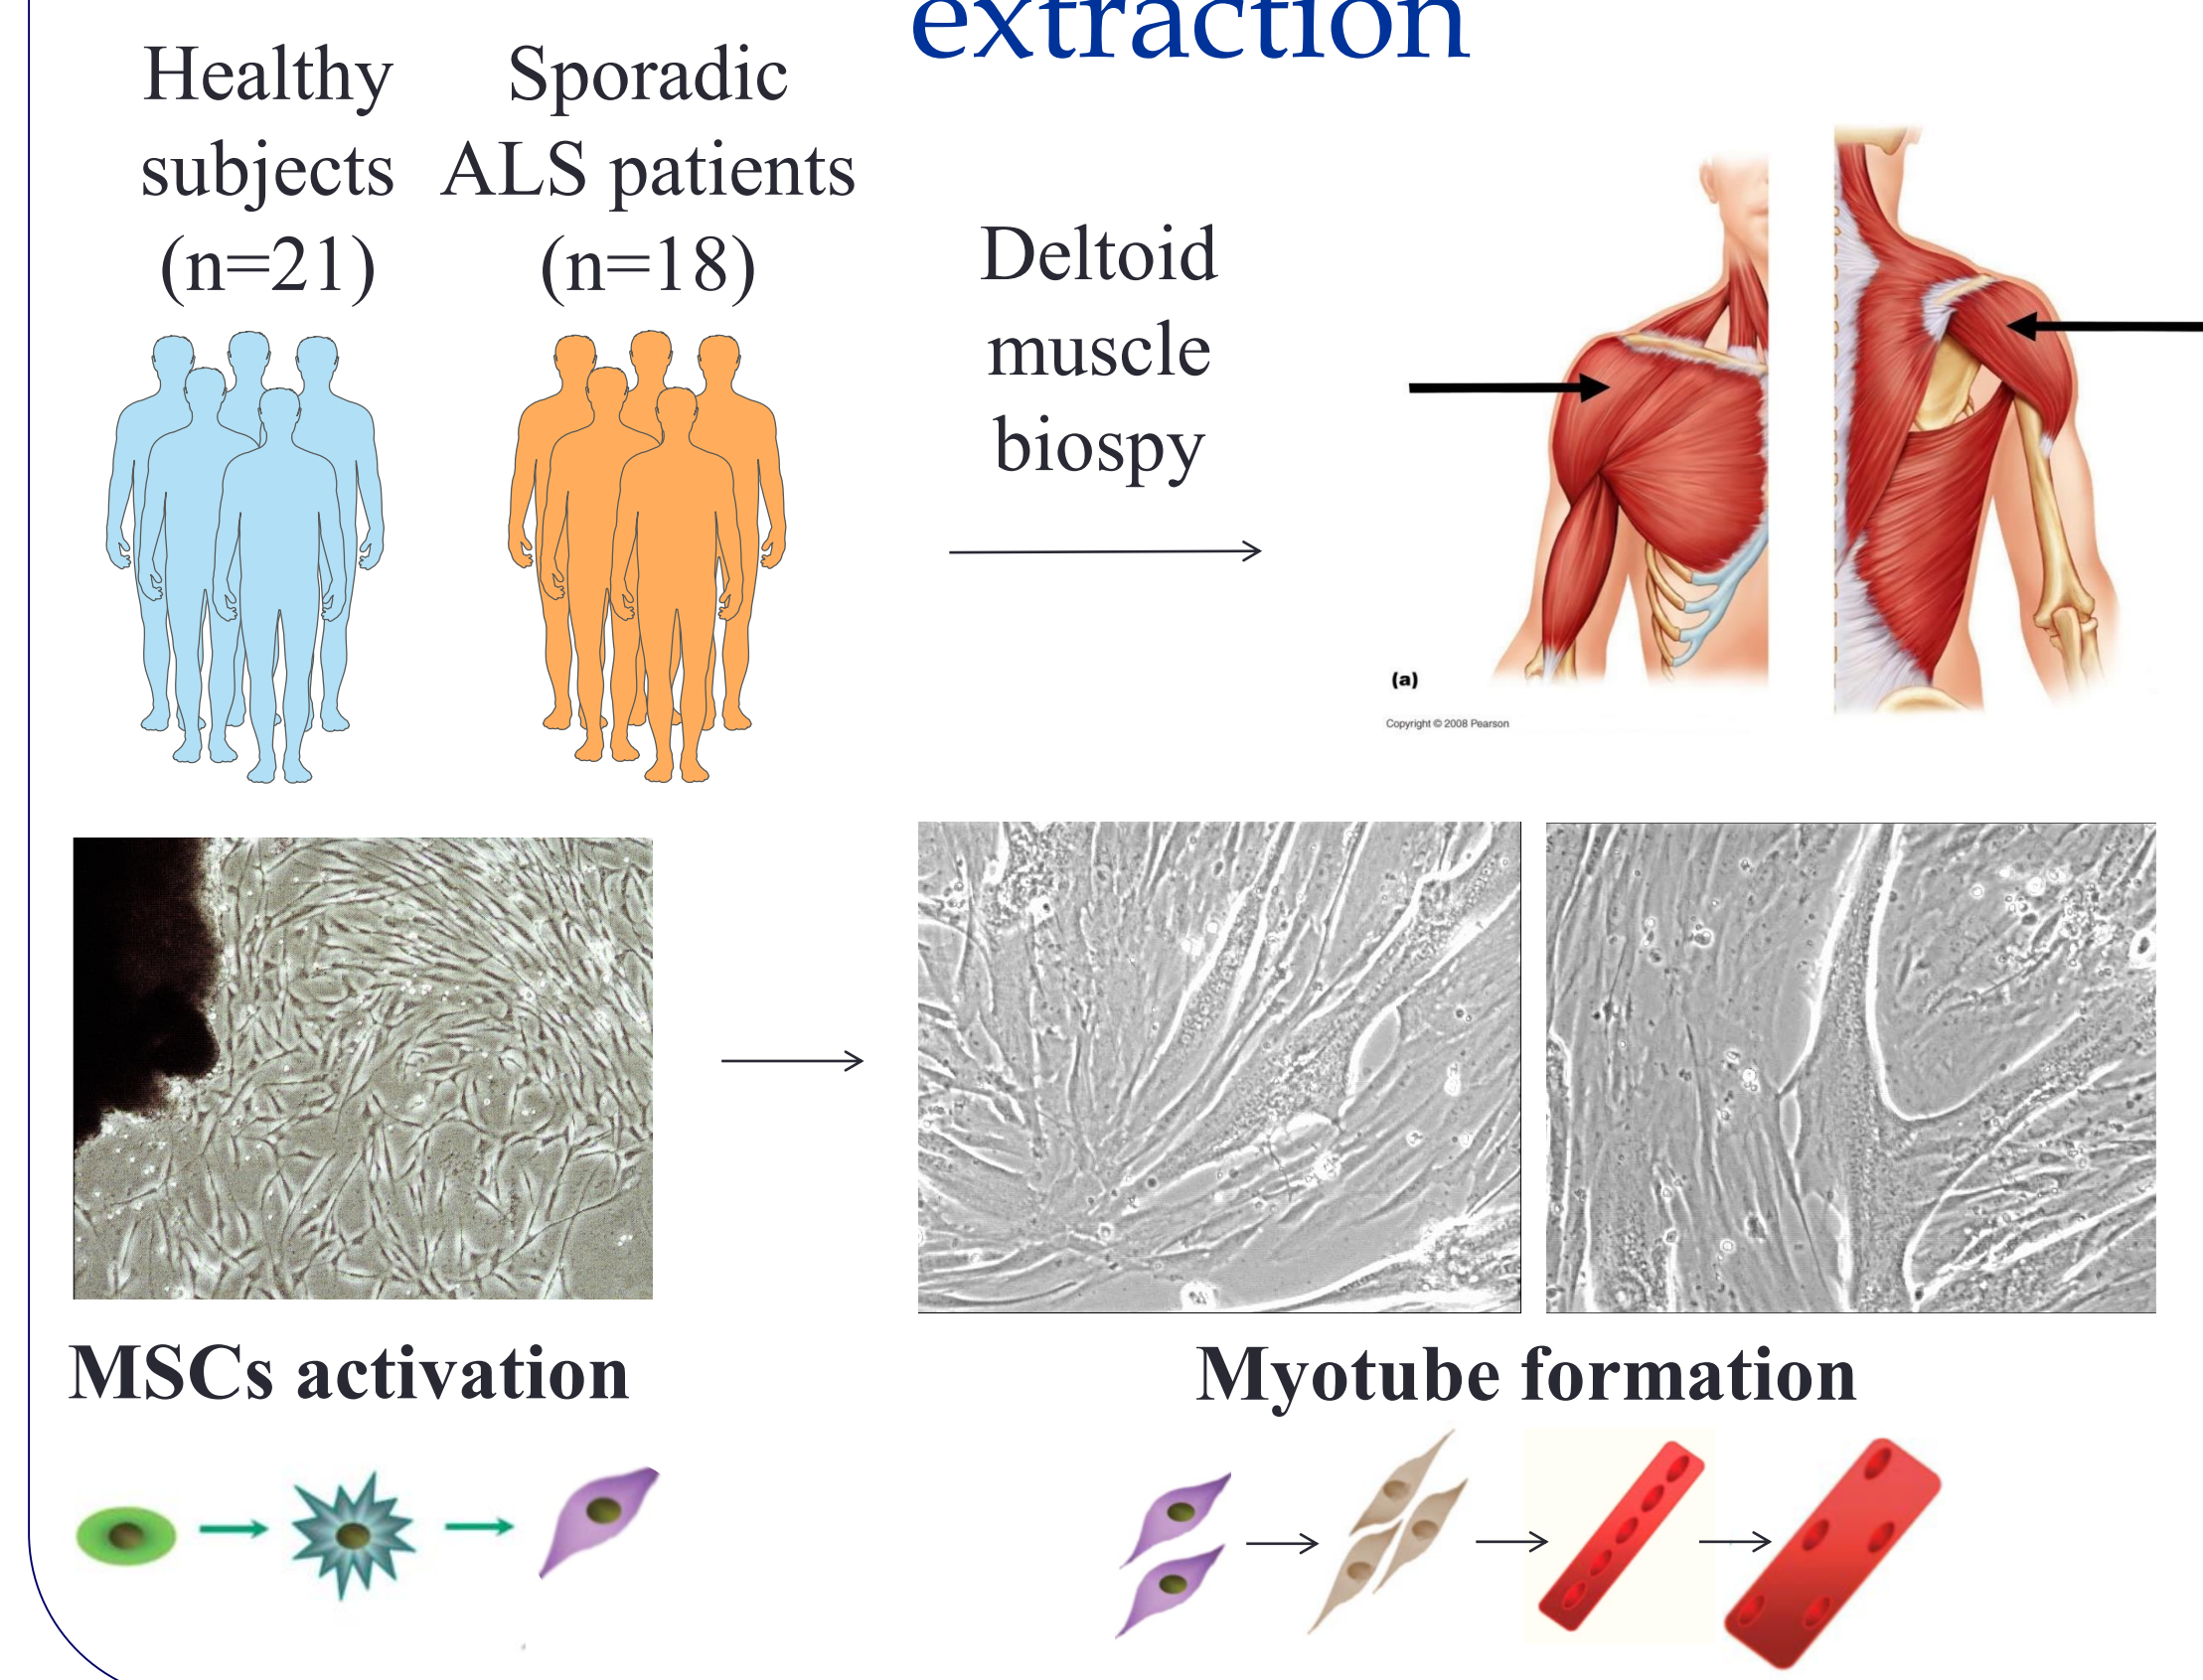 extraction
Healthy
subjects
(n=21)
Sporadic
ALS patients
(n=18)
Deltoid
muscle
biospy
(a)
Copyright © 2008 Pearson
MSCs activation
Myotube formation